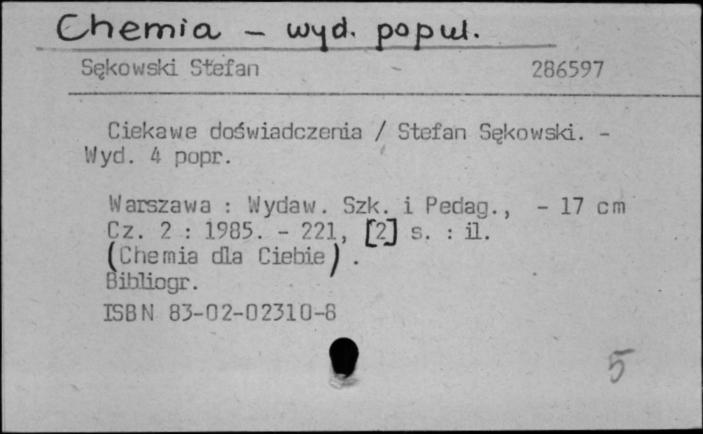 Chemia - wyd. popul.
Sękowski Stefan - 286597
Ciekawe doświadczenia / Stefan Sękowski. -
Wyd. 4 popr.
Warszawa : Wydaw. Szk. i Pedag., - 17 cm
Cz. 2 : 1985. - 221, [2] s. : il.
(Chemia dla Ciebie) .
Bibliogr.
ISBN 83-02-02310-8
5